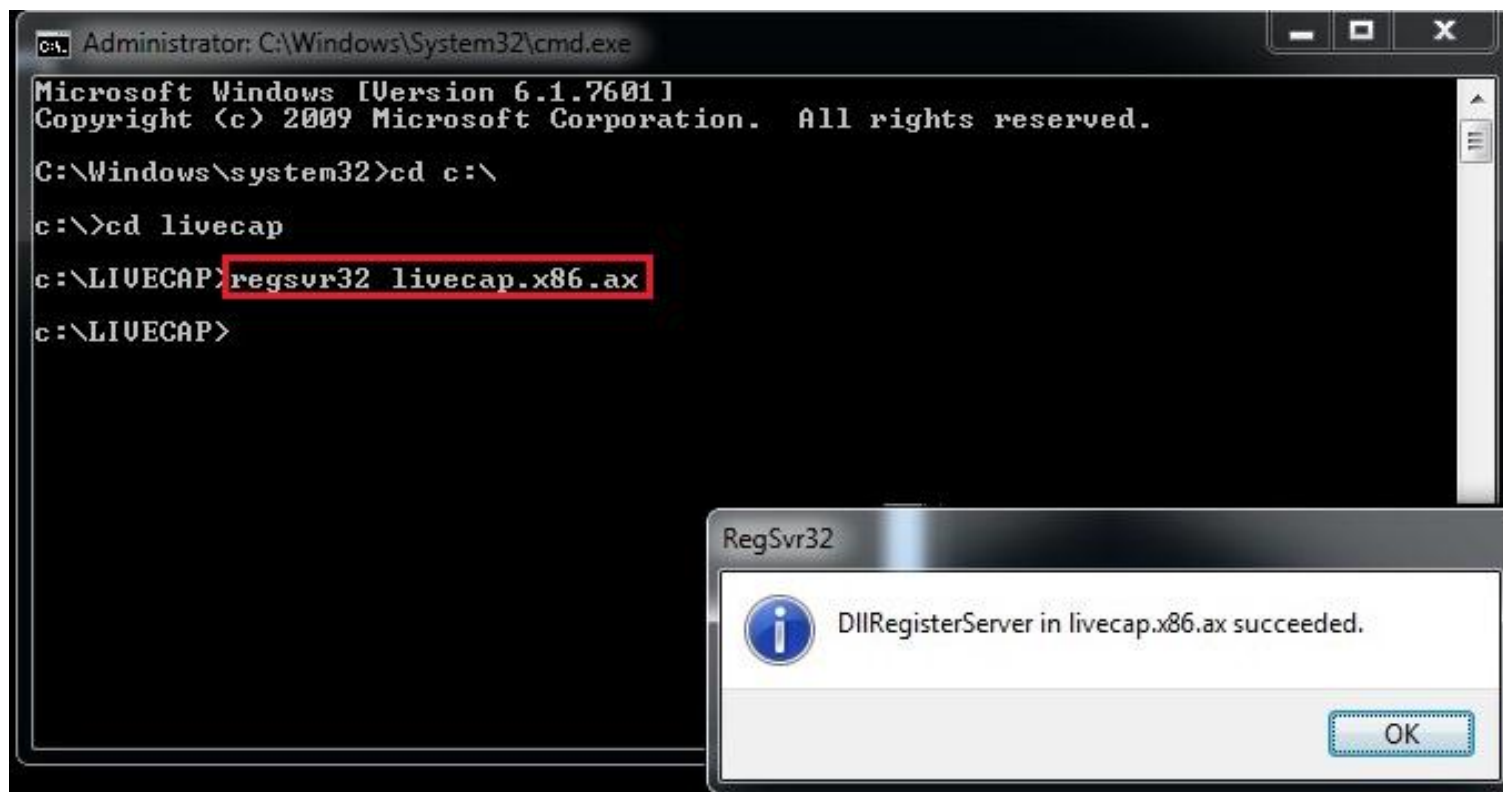 Administrator: C:\Windows\System32\cmd.exe
Microsoft Windows [Version 6.1.7601]
Copyright (c) 2009 Microsoft Corporation.  All rights reserved.
C:\Windows\system32>cd c:\
c:\>cd livecap
c:\LIVECAP>regsvr32 livecap.x86.ax
c:\LIVECAP>
RegSvr32
DllRegisterServer in livecap.x86.ax succeeded.
OK